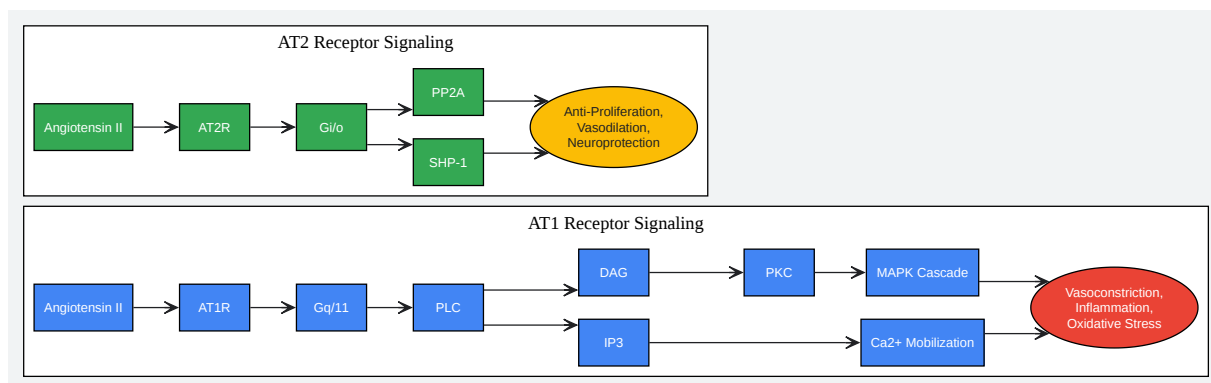 AT2 Receptor Signaling
Angiotensin II
AT2R
Gi/o
PP2A
SHP-1
Anti-Proliferation,
Vasodilation,
Neuroprotection
AT1 Receptor Signaling
Angiotensin II
AT1R
Gq/11
PLC
DAG
PKC
MAPK Cascade
IP3
Ca2+ Mobilization
Vasoconstriction,
Inflammation,
Oxidative Stress